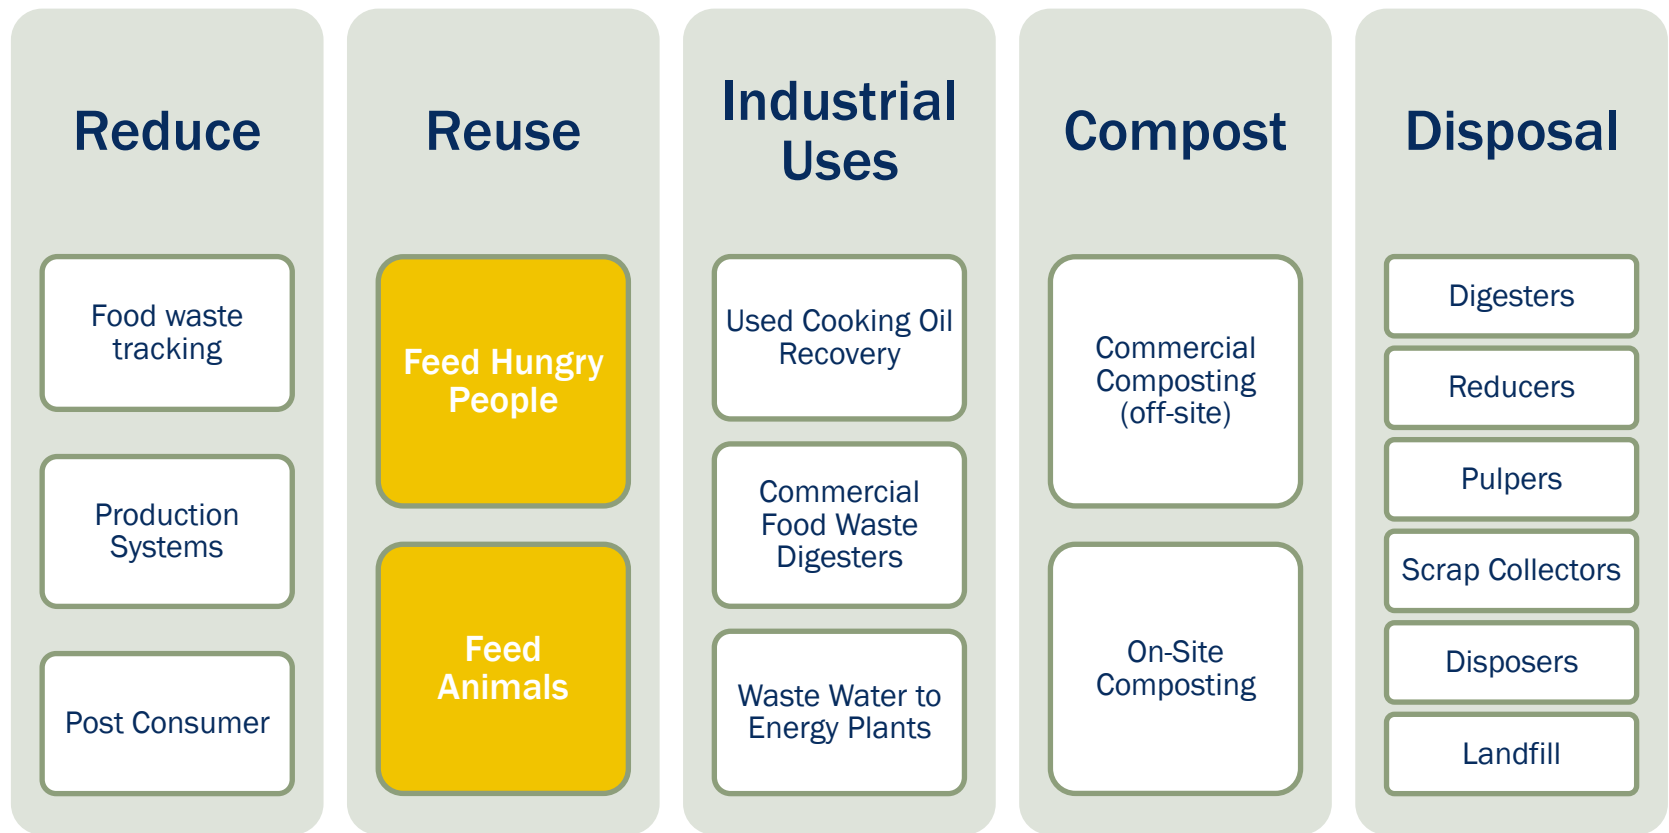 Reduce
Food waste
tracking
Production
Systems
Post Consumer
Reuse
Feed Hungry
People
Feed
Animals
Industrial
Uses
Used Cooking Oil
Recovery
Commercial
Food Waste
Digesters
Waste Water to
Energy Plants
Compost
Commercial
Composting
(off-site)
On-Site
Composting
Disposal
Digesters
Reducers
Pulpers
Scrap Collectors
Disposers
Landfill